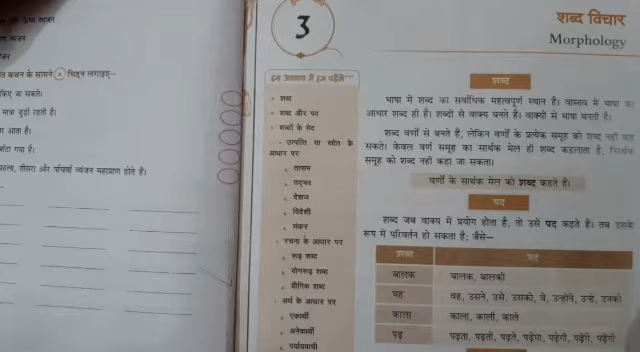 व्यंजन
व्यंजन
त कथन के सामने चिह्न लगाइए—
किए जा सकते।
मात्रा जुड़ी रहती है।
आता है।
बाँटा गया है।
पहला, तीसरा और पाँचवाँ व्यंजन महाप्राण होते हैं।
3
शब्द विचार
Morphology
इस अध्याय में हम पढ़ेंगे
शब्द
शब्द और पद
शब्दों के भेद
- उत्पत्ति या स्रोत के
आधार पर
तत्सम
तद्भव
देशज
विदेशी
संकर
- रचना के आधार पर
रूढ़ शब्द
योगरूढ़ शब्द
यौगिक शब्द
- अर्थ के आधार पर
एकार्थी
अनेकार्थी
पर्यायवाची
शब्द
भाषा में शब्द का सर्वाधिक महत्वपूर्ण स्थान है। वास्तव में भाषा का
आधार शब्द ही है। शब्दों से वाक्य बनते हैं। वाक्यों से भाषा बनती है।
शब्द वर्णों से बनते हैं, लेकिन वर्णों के प्रत्येक समूह को शब्द नहीं कह
सकते। केवल वर्ण समूह का सार्थक मेल ही शब्द कहलाता है, निरर्थक
समूह को शब्द नहीं कहा जा सकता।
वर्णों के सार्थक मेल को शब्द कहते हैं।
पद
शब्द जब वाक्य में प्रयोग होता है, तो उसे पद कहते हैं। तब उसके
रूप में परिवर्तन हो सकता है; जैसे—
शब्द पद
बालक बालक, बालकों
वह वह, उसने, उसे, उसको, वे, उन्होंने, उन्हें, उनको
काला काला, काली, काले
पढ़ पढ़ता, पढ़ती, पढ़ते, पढ़ेगा, पढ़ेगी, पढ़ेंगे, पढ़ेंगी